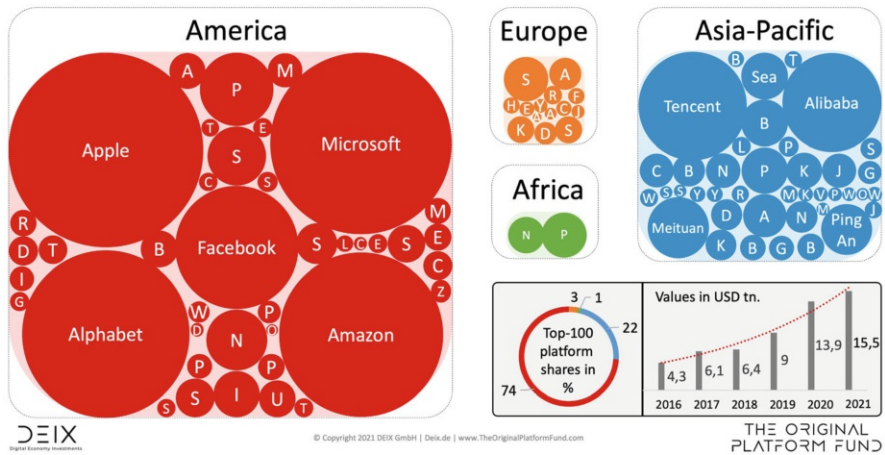 America
A
P
M
Apple
Microsoft
T
E
S
C
S
R
M
D
T
B
Facebook
S
L
C
E
S
E
I
C
G
Z
Alphabet
W
D
P
O
N
Amazon
P
P
S
S
I
U
T
Europe
S
A
R
F
H
E
Y
A
C
J
4
K
D
S
Africa
N
P
Asia-Pacific
B
T
Sea
Tencent
Alibaba
B
L
P
S
C
B
N
P
K
J
G
W
S
S
Y
Y
R
M
K
V
P
W
O
W
Meituan
D
A
N
M
Ping
An
J
K
B
G
B
3
1
22
74
Top-100
platform
shares in
%
Values in USD tn.
4,3
6,1
6,4
9
13,9
15,5
2016
2017
2018
2019
2020
2021
DEIX
Digital Economy Investments
© Copyright 2021 DEIX GmbH | Deix.de | www.TheOriginalPlatformFund.com
THE ORIGINAL
PLATFORM FUND